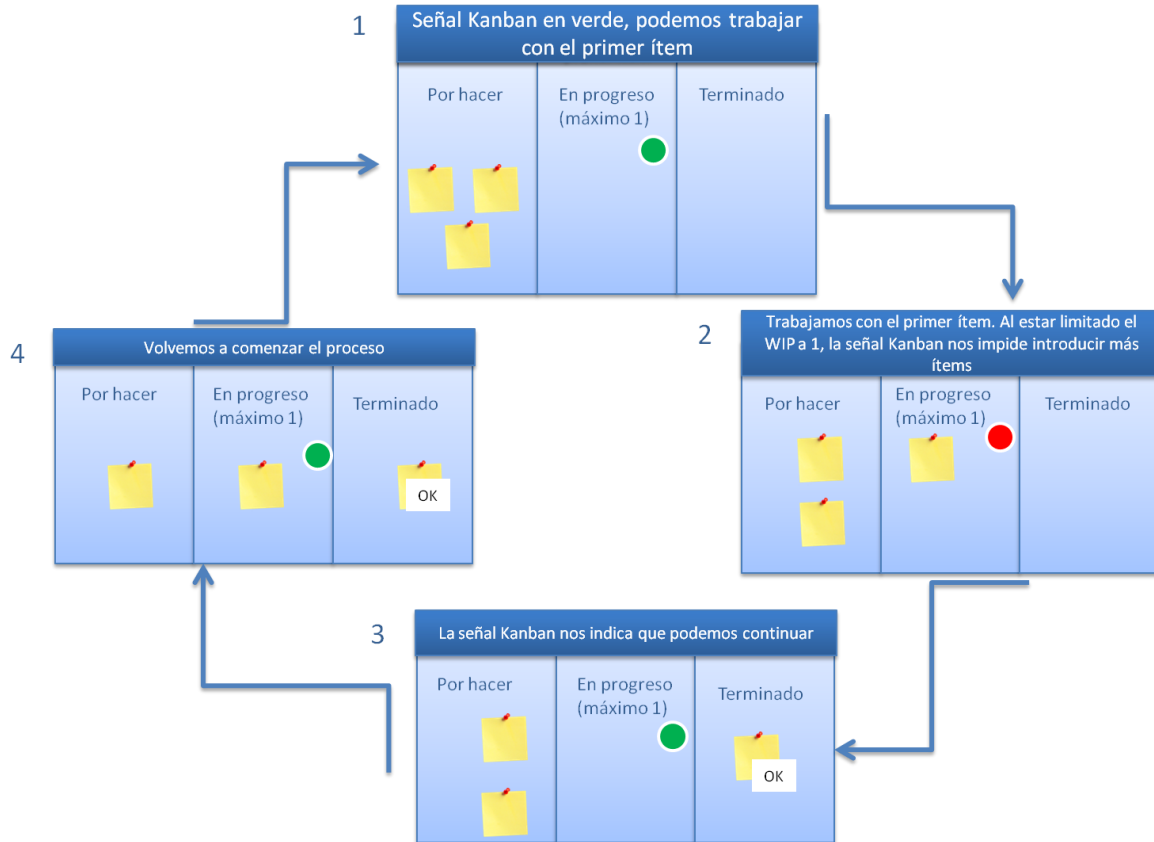 1
Señal Kanban en verde, podemos trabajar
con el primer ítem
Por hacer
En progreso
(máximo 1)
Terminado
2
Trabajamos con el primer ítem. Al estar limitado el
WIP a 1, la señal Kanban nos impide introducir más
ítems
Por hacer
En progreso
(máximo 1)
Terminado
3
La señal Kanban nos indica que podemos continuar
Por hacer
En progreso
(máximo 1)
Terminado
OK
4
Volvemos a comenzar el proceso
Por hacer
En progreso
(máximo 1)
Terminado
OK